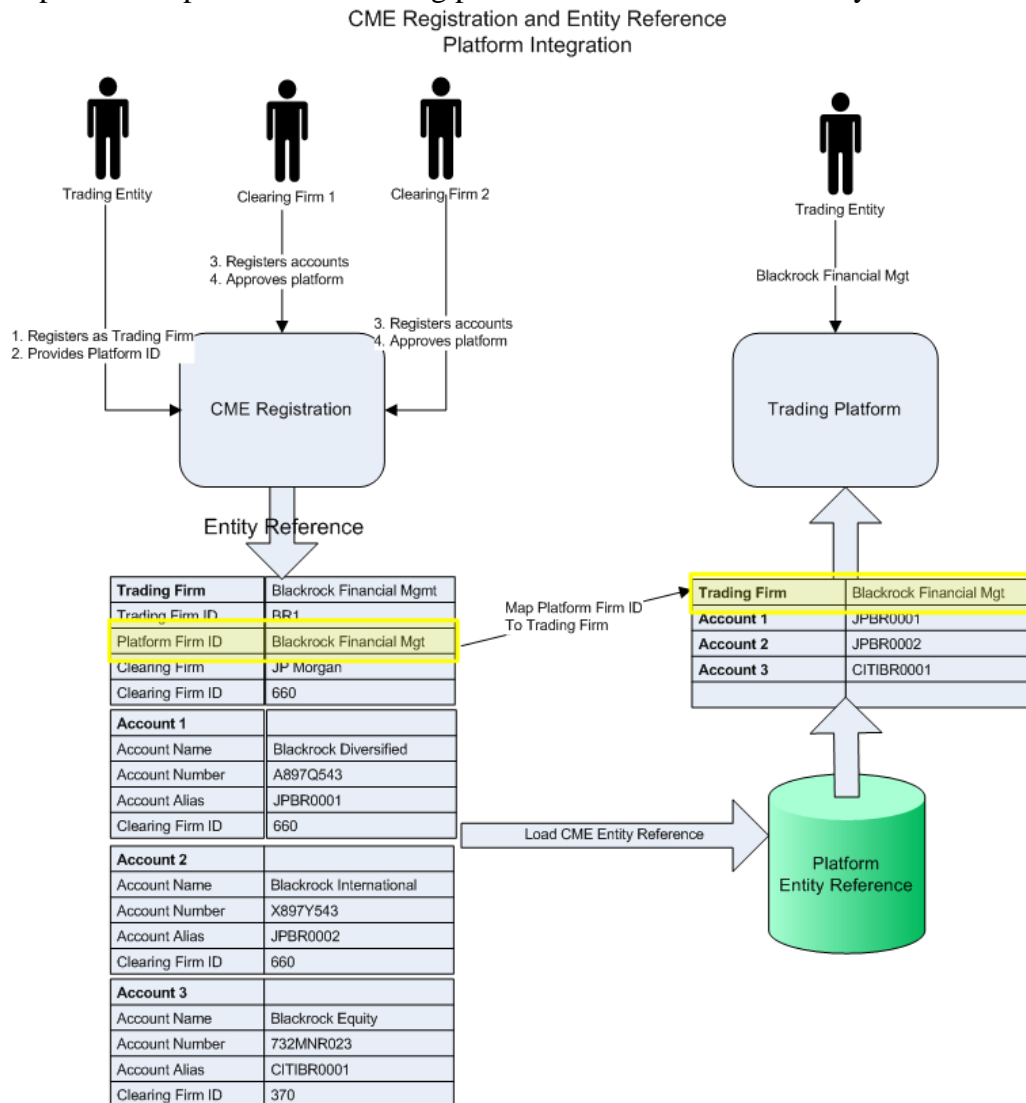 CME Registration and Entity Reference
Platform Integration
Trading Entity
Clearing Firm 1
Clearing Firm 2
Trading Entity
3. Registers accounts
4. Approves platform
Blackrock Financial Mgt
1. Registers as Trading Firm
2. Provides Platform ID
3. Registers accounts
4. Approves platform
CME Registration
Trading Platform
Entity Reference
Trading Firm Blackrock Financial Mgmt
Trading Firm ID BR1
Platform Firm ID Blackrock Financial Mgt
Clearing Firm JP Morgan
Clearing Firm ID 660
Map Platform Firm ID
To Trading Firm
Trading Firm Blackrock Financial Mgt
Account 1 JPBR0001
Account 2 JPBR0002
Account 3 CITIBR0001
Account 1
Account Name Blackrock Diversified
Account Number A897Q543
Account Alias JPBR0001
Clearing Firm ID 660
Load CME Entity Reference
Platform
Entity Reference
Account 2
Account Name Blackrock International
Account Number X897Y543
Account Alias JPBR0002
Clearing Firm ID 660
Account 3
Account Name Blackrock Equity
Account Number 732MNR023
Account Alias CITIBR0001
Clearing Firm ID 370